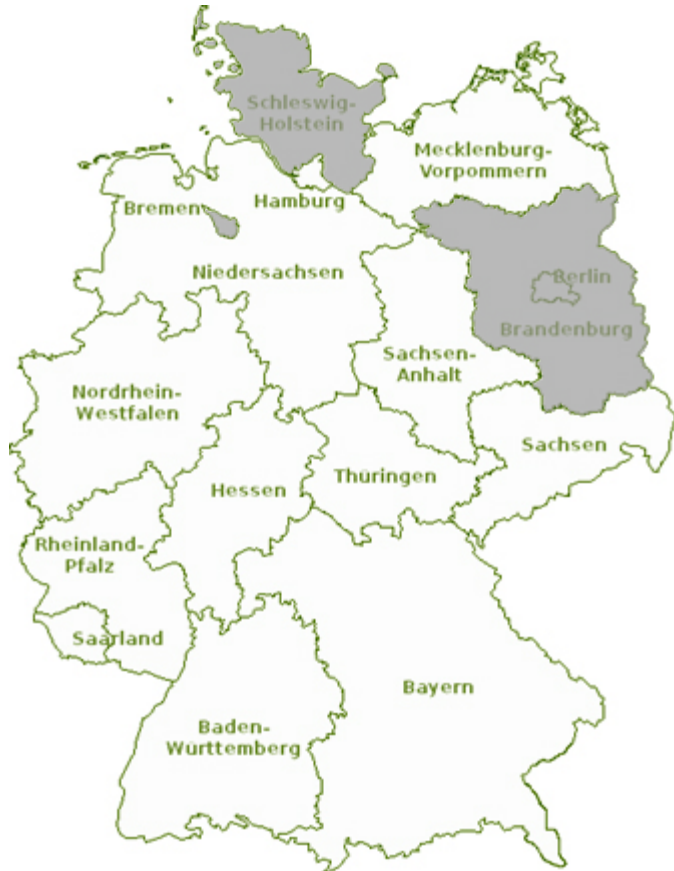 Schleswig-
Holstein
Mecklenburg-
Vorpommern
Hamburg
Bremen
Niedersachsen
Berlin
Brandenburg
Sachsen-
Anhalt
Nordrhein-
Westfalen
Sachsen
Thüringen
Hessen
Rheinland-
Pfalz
Saarland
Bayern
Baden-
Württemberg